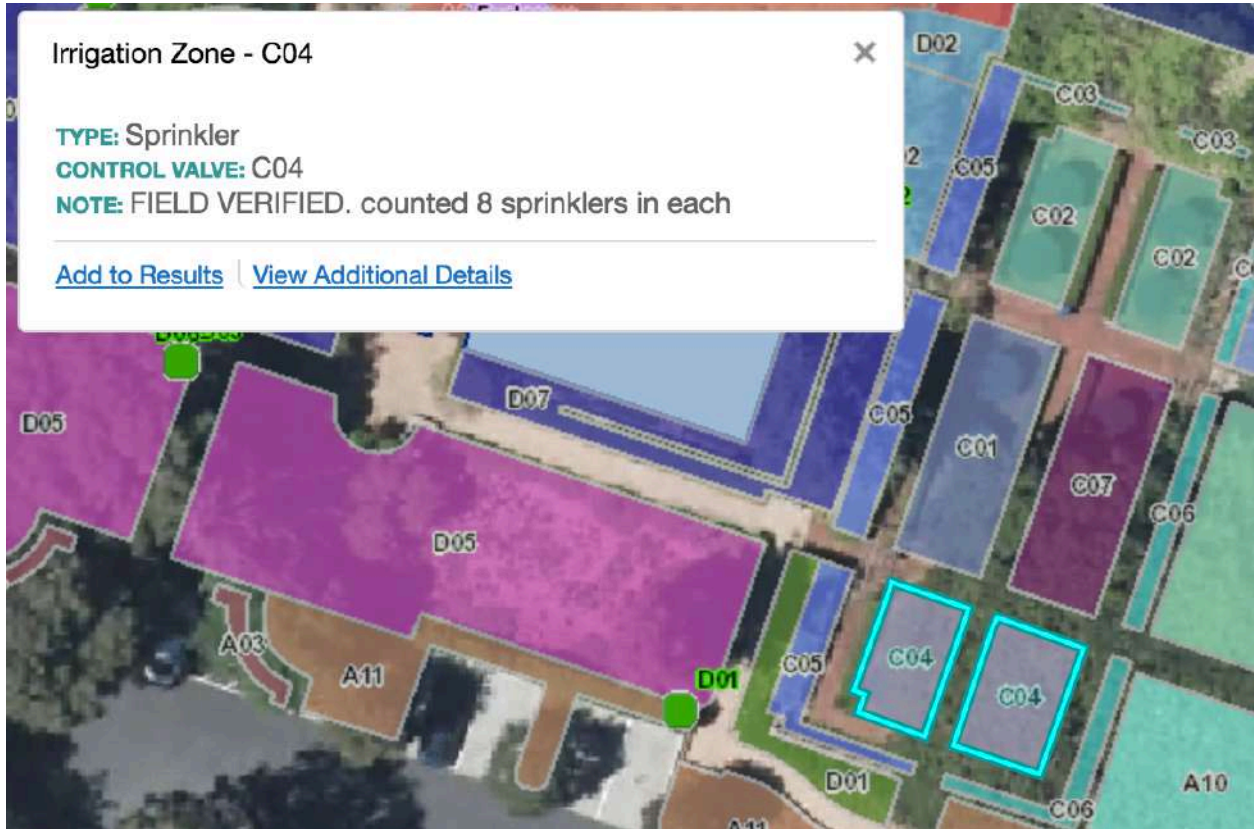 Irrigation Zone - C04
TYPE: Sprinkler
CONTROL VALVE: C04
NOTE: FIELD VERIFIED. counted 8 sprinklers in each
Add to Results
View Additional Details
D02
C03
C03
C05
C02
C02
D05
D07
C05
C01
C07
C06
D05
A03
A11
C05
C04
C04
D01
D01
A10
C06
A11